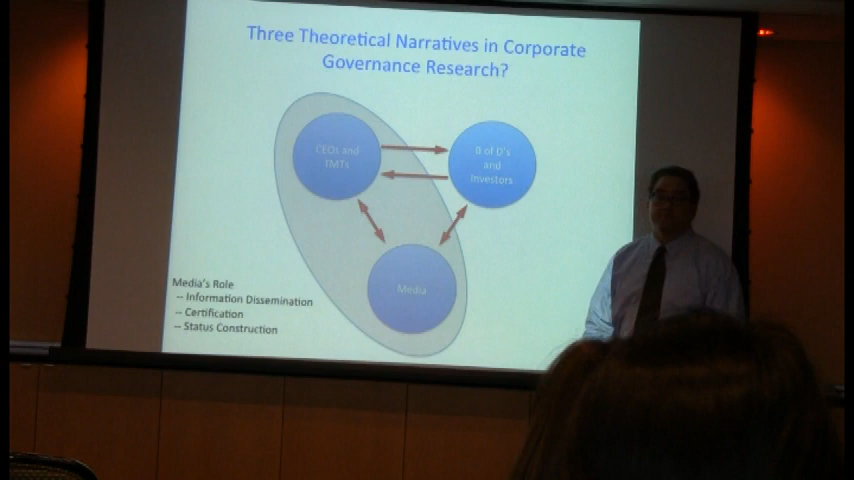 Three Theoretical Narratives in Corporate
Governance Research?
CEOs and
TMTs
B of D's
and
Investors
Media
Media's Role
-- Information Dissemination
-- Certification
-- Status Construction